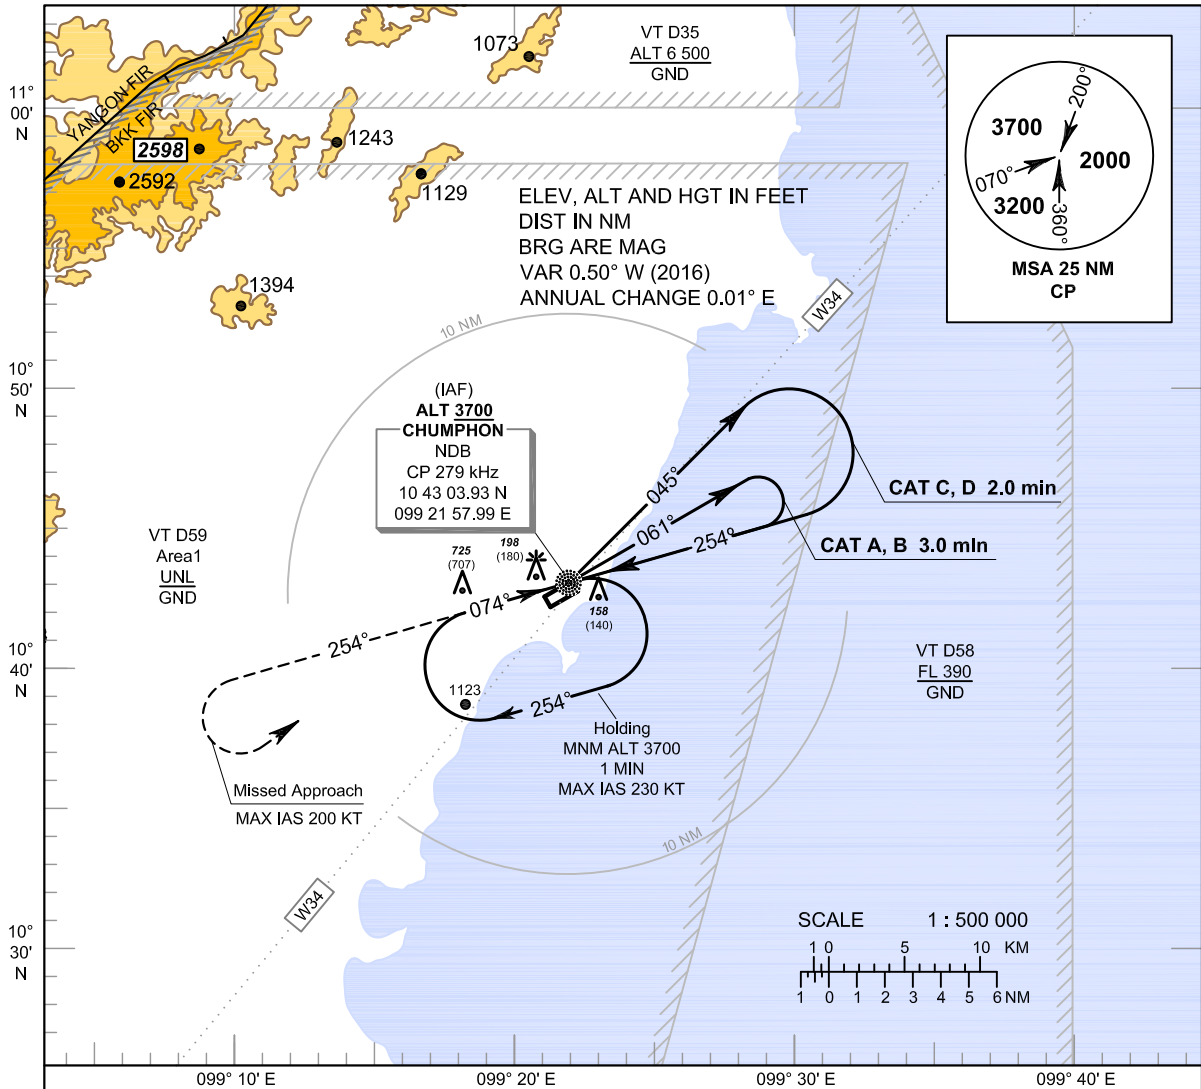 1073
VT D35
ALT 6 500
GND
11°
00'
N
YANGON FIR
BKK FIR
2598
2592
1243
1129
1394
ELEV, ALT AND HGT IN FEET
DIST IN NM
BRG ARE MAG
VAR 0.50° W (2016)
ANNUAL CHANGE 0.01° E
200°
3700
2000
070°
3200
360°
MSA 25 NM
CP
W34
10 NM
10°
50'
N
(IAF)
ALT 3700
CHUMPHON
NDB
CP 279 kHz
10 43 03.93 N
099 21 57.99 E
045°
061°
254°
CAT C, D 2.0 min
CAT A, B 3.0 mIn
VT D59
Area1
UNL
GND
725
(707)
198
(180)
158
(140)
074°
254°
10°
40'
N
1123
254°
Holding
MNM ALT 3700
1 MIN
MAX IAS 230 KT
VT D58
FL 390
GND
Missed Approach
MAX IAS 200 KT
10 NM
W34
10°
30'
N
SCALE 1 : 500 000
1 0 5 10 KM
1 0 1 2 3 4 5 6 NM
099° 10' E
099° 20' E
099° 30' E
099° 40' E